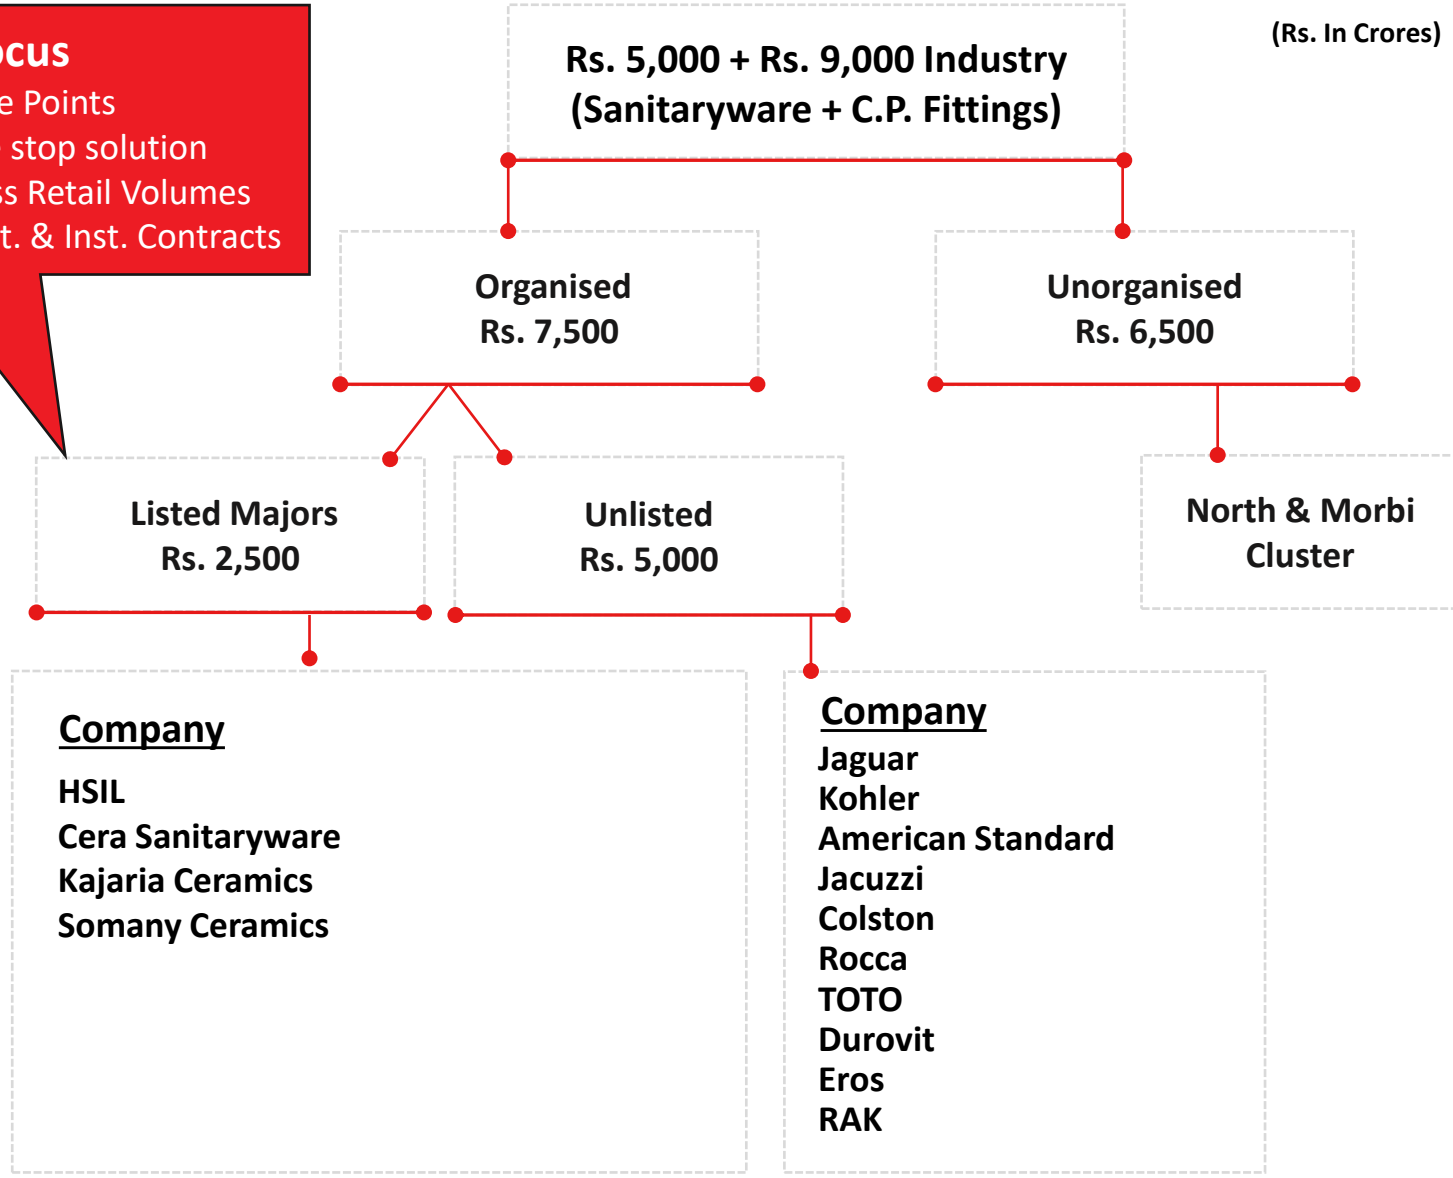 (Rs. In Crores)
Rs. 5,000 + Rs. 9,000 Industry
(Sanitaryware + C.P. Fittings)
Points
stop solution
Retail Volumes
& Inst. Contracts
Organised
Rs. 7,500
Unorganised
Rs. 6,500
Listed Majors
Rs. 2,500
Unlisted
Rs. 5,000
North & Morbi
Cluster
Company
HSIL
Cera Sanitaryware
Kajaria Ceramics
Somany Ceramics
Company
Jaguar
Kohler
American Standard
Jacuzzi
Colston
Rocca
TOTO
Durovit
Eros
RAK